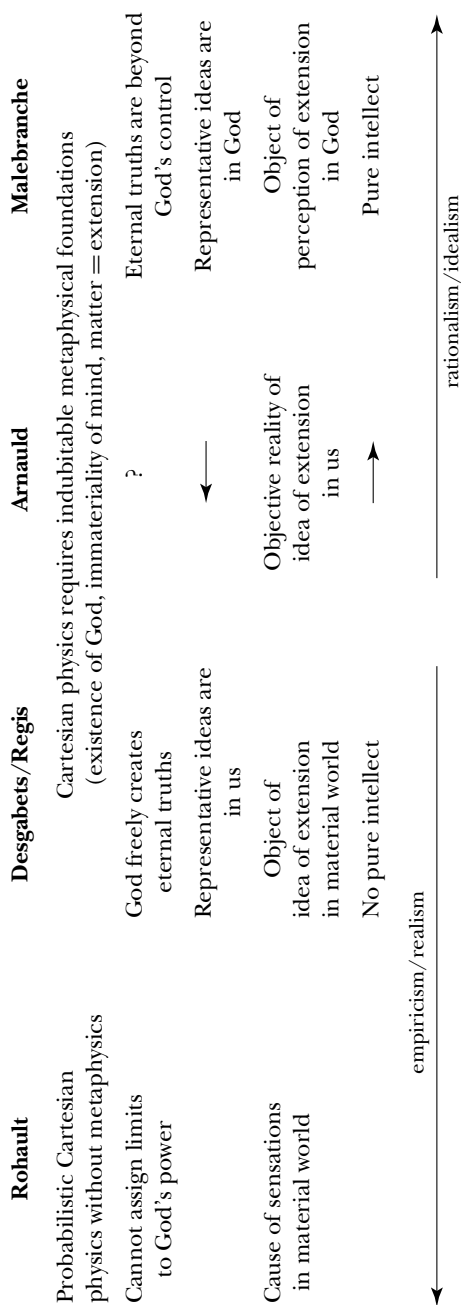 Rohault Desgabets/Regis Arnauld Malebranche
Probabilistic Cartesian Cartesian physics requires indubitable metaphysical foundations
physics without metaphysics (existence of God, immateriality of mind, matter = extension)
Cannot assign limits God freely creates ? Eternal truths are beyond
to God's power eternal truths God's control
Representative ideas are ← Representative ideas are
in us in God
Cause of sensations Object of Objective reality of Object of
in material world idea of extension idea of extension perception of extension
in material world in us in God
No pure intellect → Pure intellect
empiricism/realism
rationalism/idealism